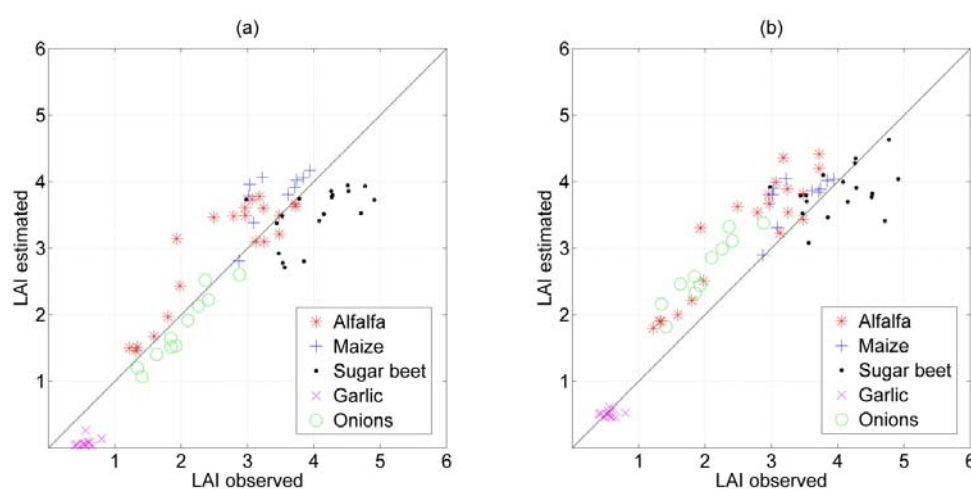 (a)
6
5
4
3
2
1
LAI estimated
Alfalfa
Maize
Sugar beet
Garlic
Onions
1 2 3 4 5 6
LAI observed
(b)
6
5
4
3
2
1
LAI estimated
Alfalfa
Maize
Sugar beet
Garlic
Onions
1 2 3 4 5 6
LAI observed